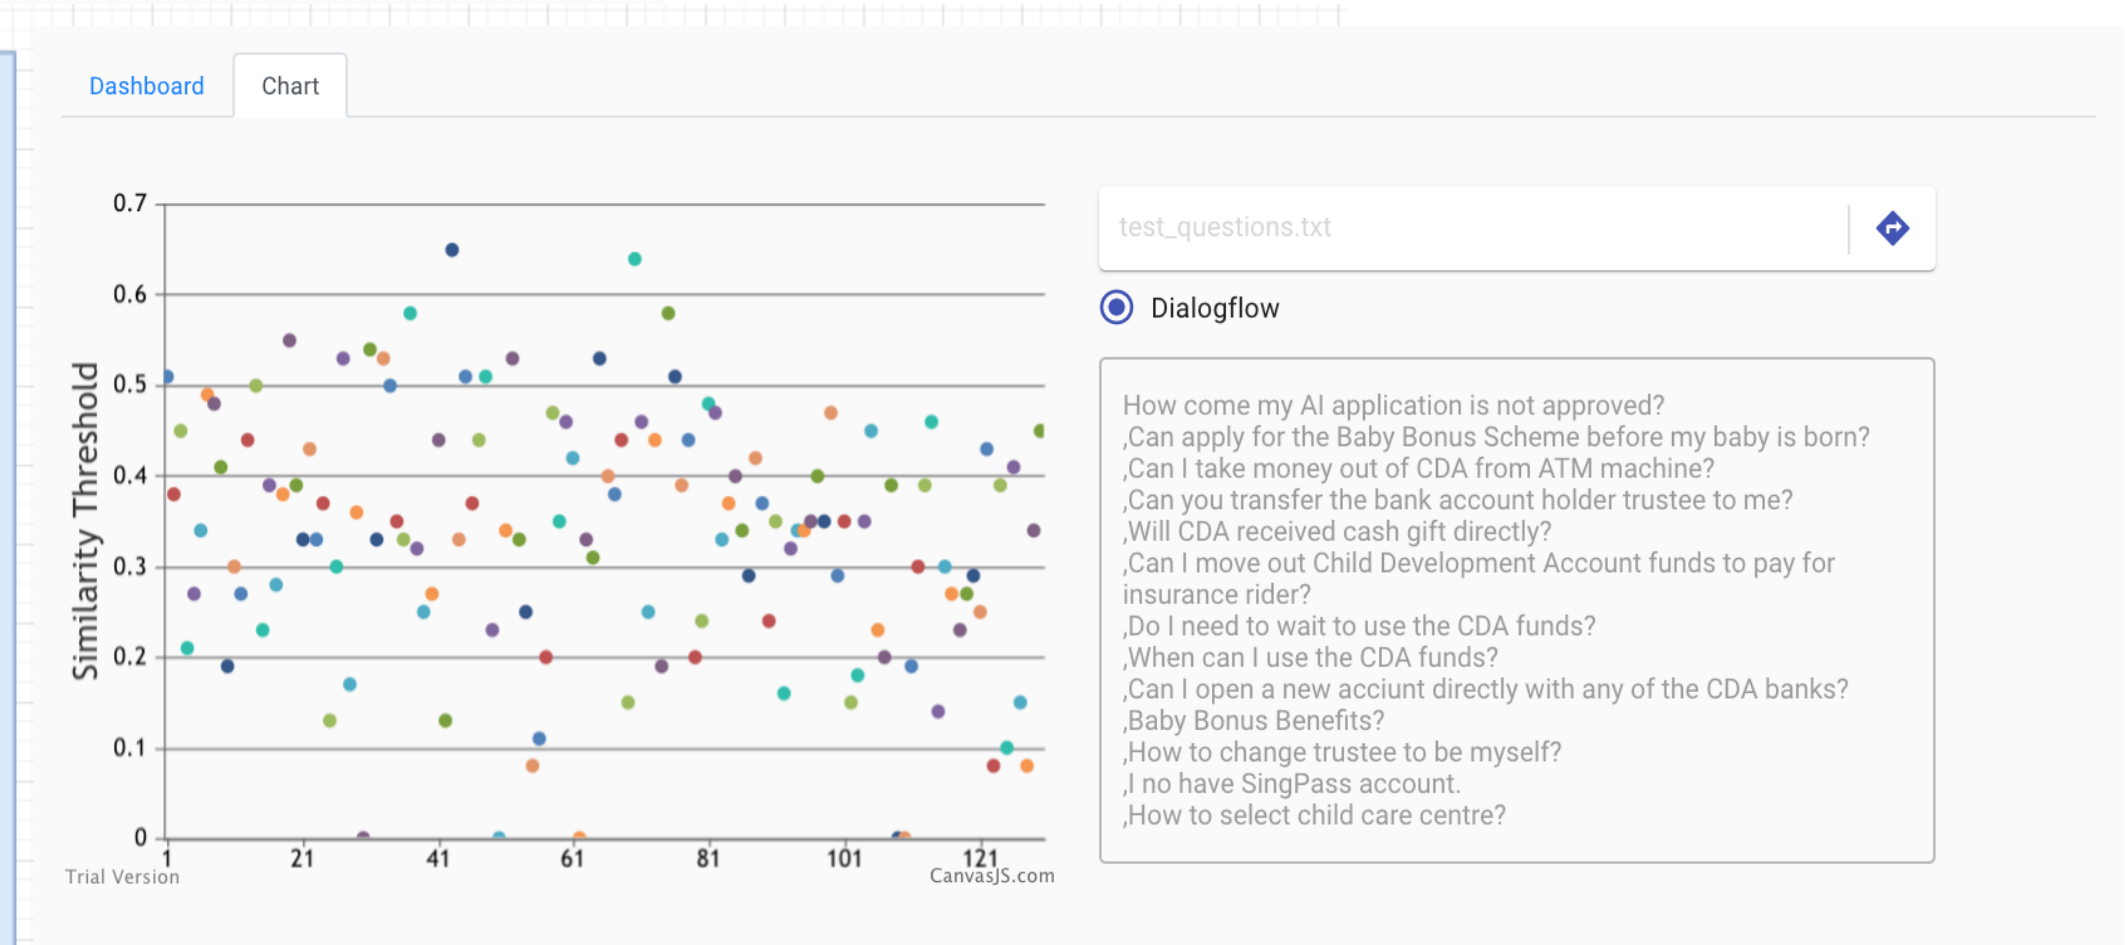 Dashboard
Chart
0.7
0.6
0.5
0.4
0.3
0.2
0.1
0
Similarity Threshold
1 21 41 61 81 101 121
Trial Version
CanvasJS.com
test_questions.txt
Dialogflow
How come my AI application is not approved?
,Can apply for the Baby Bonus Scheme before my baby is born?
,Can I take money out of CDA from ATM machine?
,Can you transfer the bank account holder trustee to me?
,Will CDA received cash gift directly?
,Can I move out Child Development Account funds to pay for
insurance rider?
,Do I need to wait to use the CDA funds?
,When can I use the CDA funds?
,Can I open a new acciunt directly with any of the CDA banks?
,Baby Bonus Benefits?
,How to change trustee to be myself?
,I no have SingPass account.
,How to select child care centre?